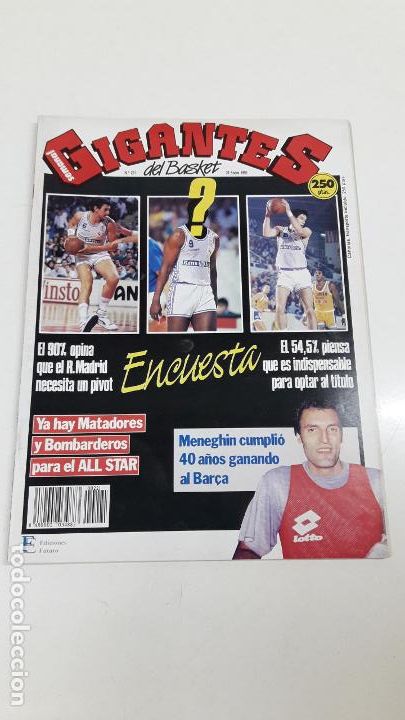 GIGANTES
del Basket
250
ptas.
?
Winston
El 90% opina
que el R. Madrid
necesita un pivot
Encuesta
El 54,5% piensa
que es indispensable
para optar al título
Ya hay Matadores
y Bombarderos
para el ALL STAR
Meneghin cumplió
40 años ganando
al Barça
lotto
E Ediciones
Futuro
todocoleccion